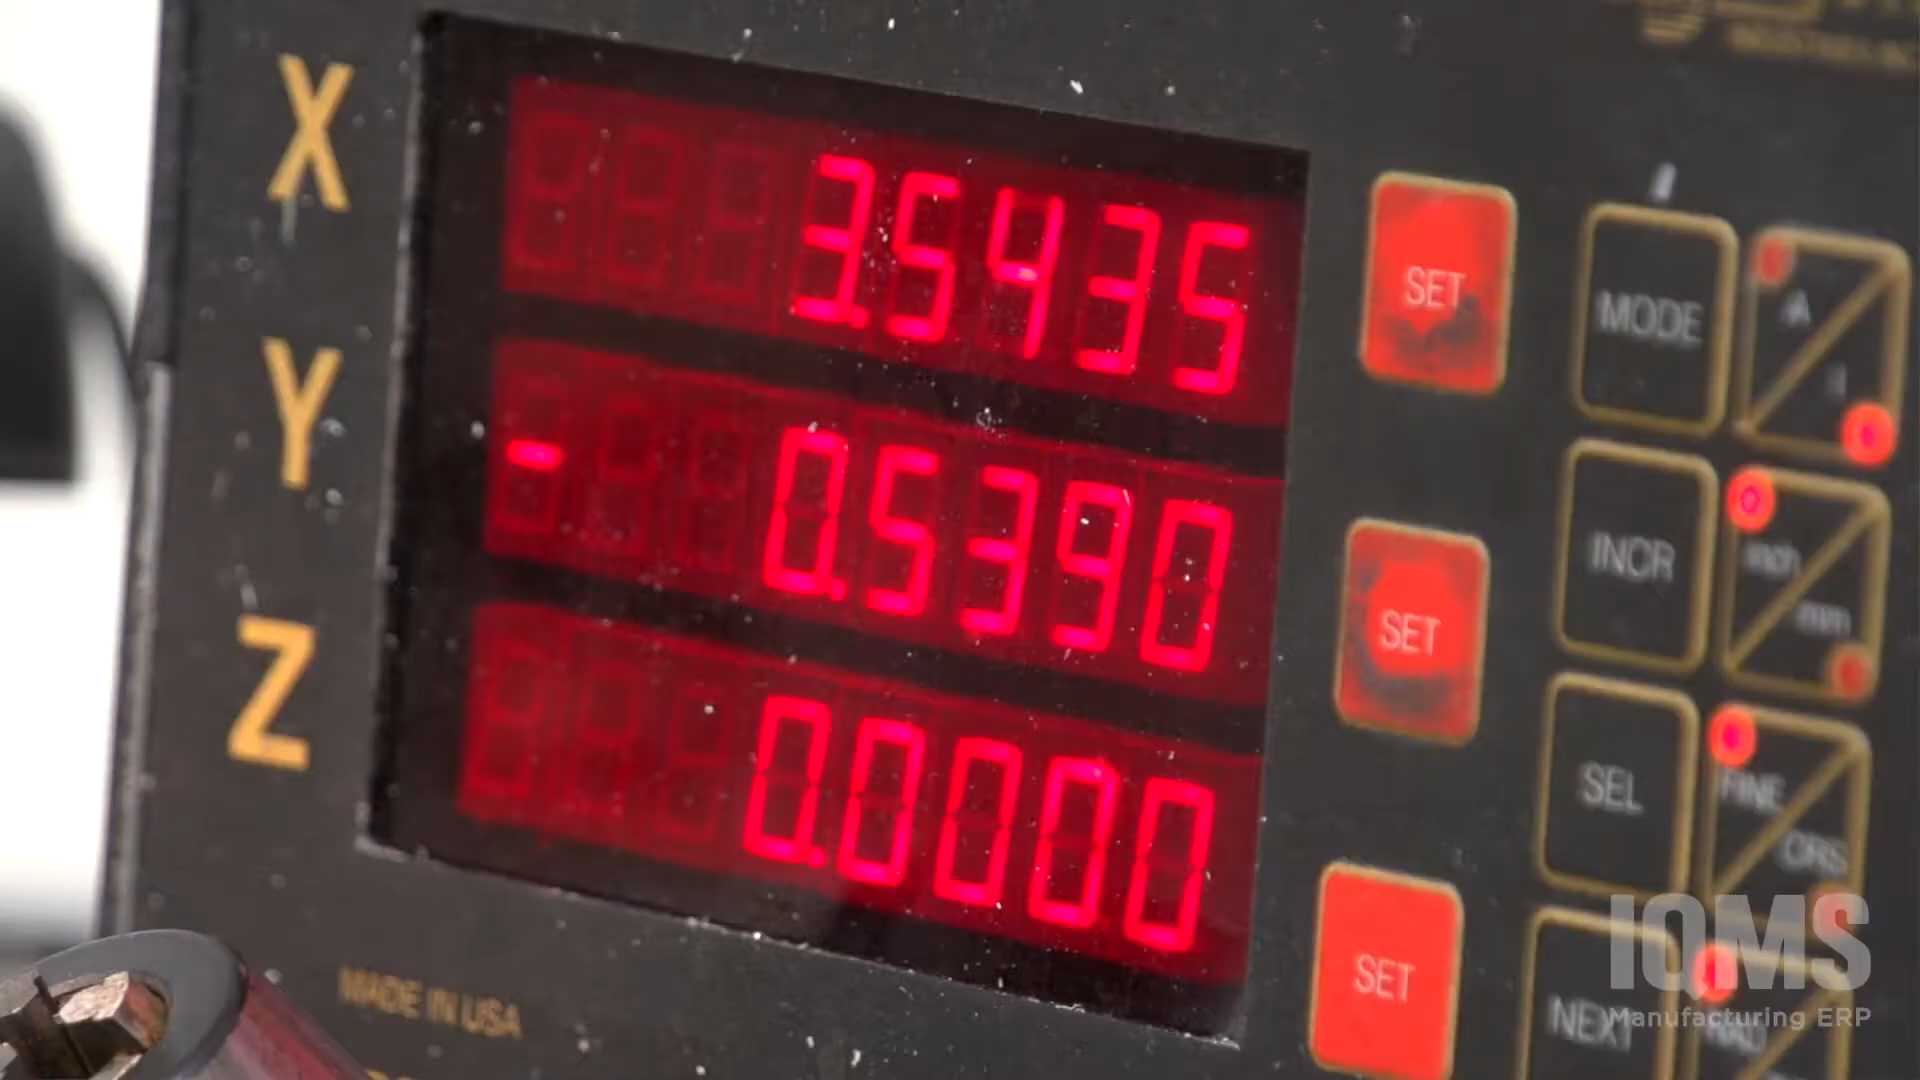 X 3.5435 SET
Y - 0.5390 SET
Z 0.0000 SET
MODE A I
INCR inch mm
SEL FINE CRS
NEXT RAD
MADE IN USA
IQMS
Manufacturing ERP